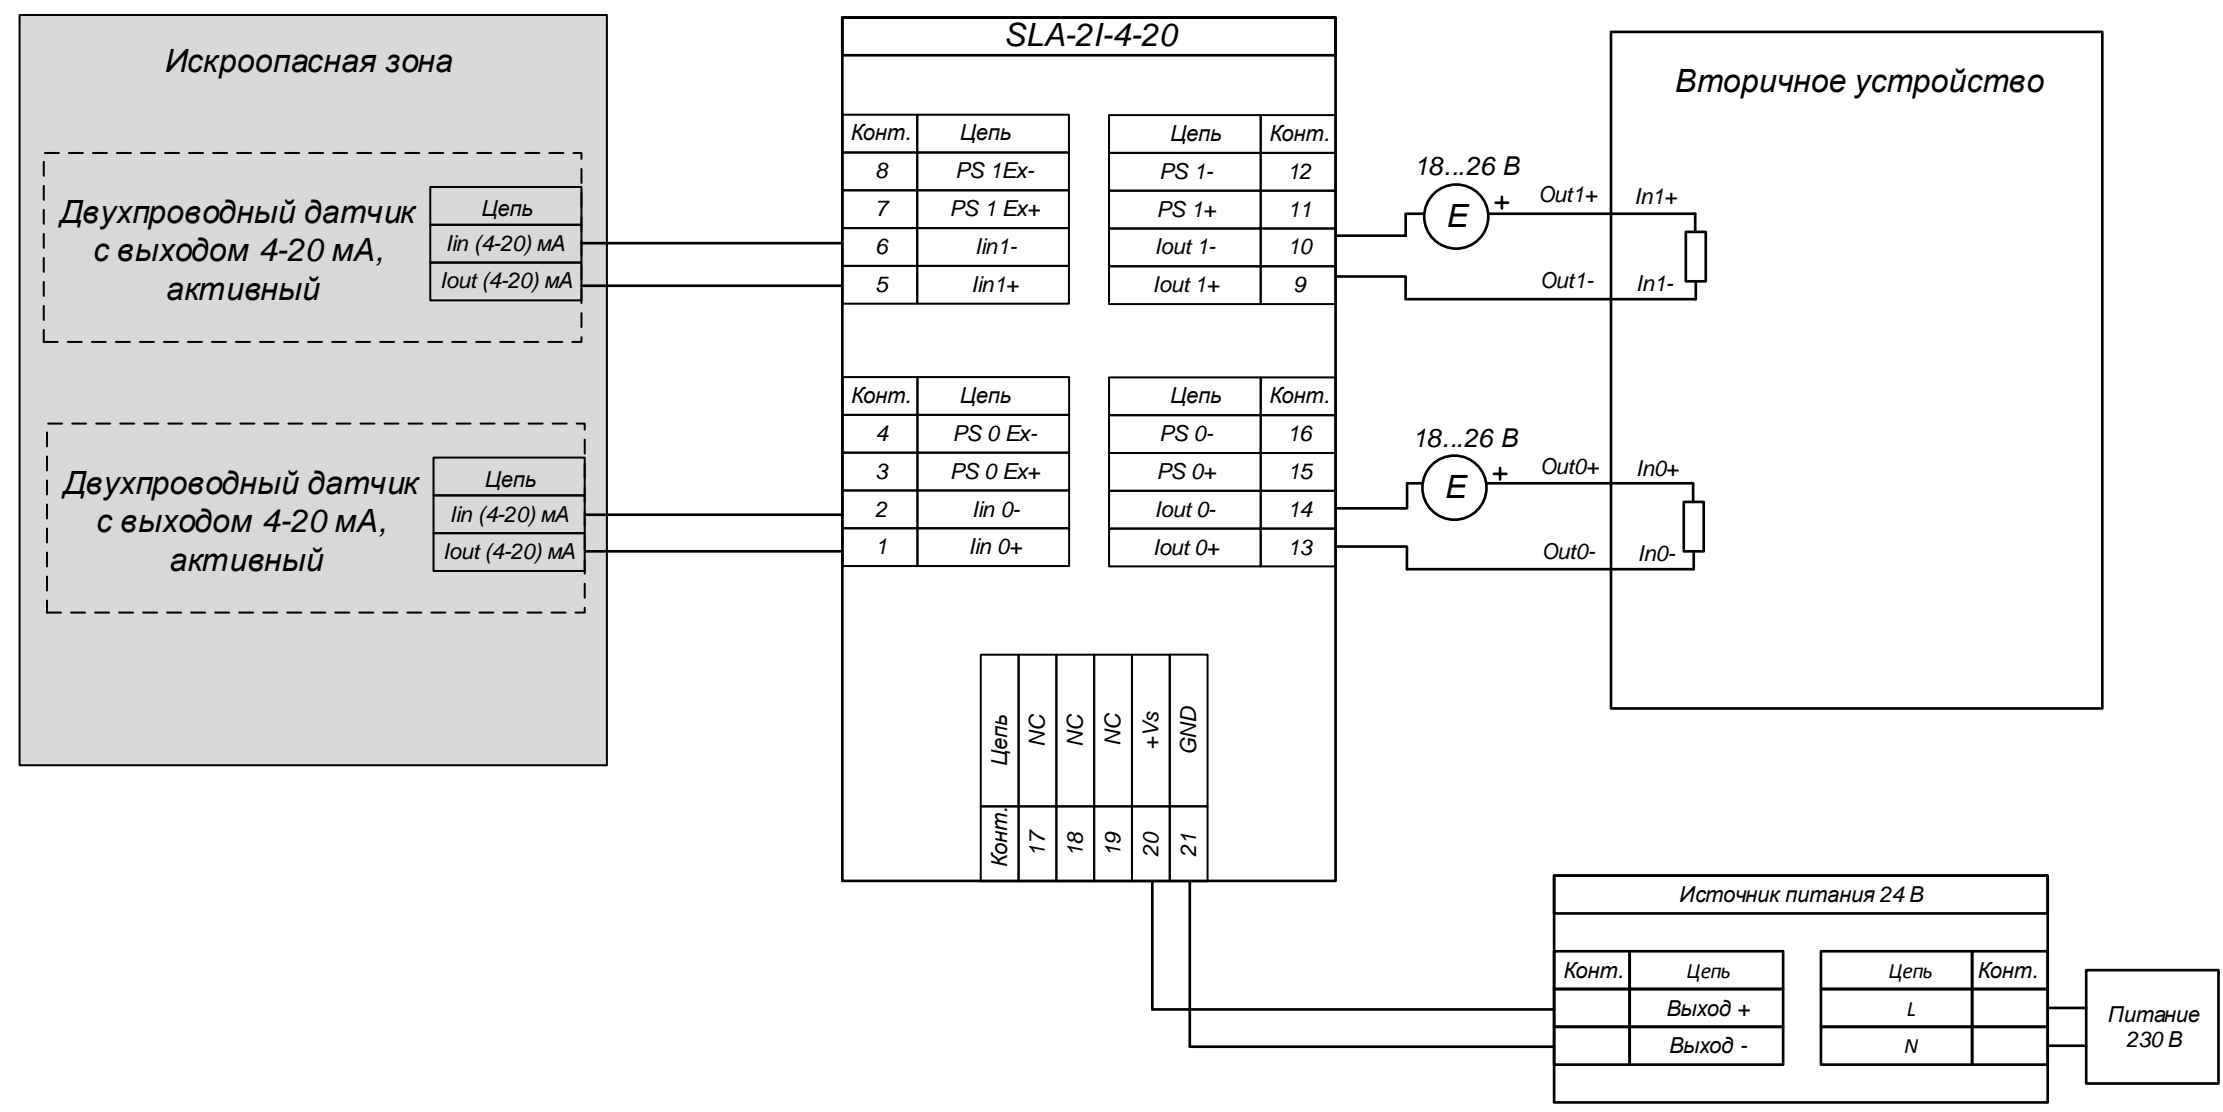 Искроопасная зона
Двухпроводный датчик
с выходом 4-20 мА,
активный
Цепь
Iin (4-20) мА
Iout (4-20) мА
Двухпроводный датчик
с выходом 4-20 мА,
активный
Цепь
Iin (4-20) мА
Iout (4-20) мА
SLA-2I-4-20
Конт. Цепь
8 PS 1Ex-
7 PS 1 Ex+
6 Iin1-
5 Iin1+
Цепь Конт.
PS 1- 12
PS 1+ 11
Iout 1- 10
Iout 1+ 9
Конт. Цепь
4 PS 0 Ex-
3 PS 0 Ex+
2 Iin 0-
1 Iin 0+
Цепь Конт.
PS 0- 16
PS 0+ 15
Iout 0- 14
Iout 0+ 13
Конт. Цепь
17 NC
18 NC
19 NC
20 +Vs
21 GND
18...26 В
E
+
Out1+
Out1-
18...26 В
E
+
Out0+
Out0-
Вторичное устройство
In1+
In1-
In0+
In0-
Источник питания 24 В
Конт. Цепь
Выход +
Выход -
Цепь Конт.
L
N
Питание
230 В